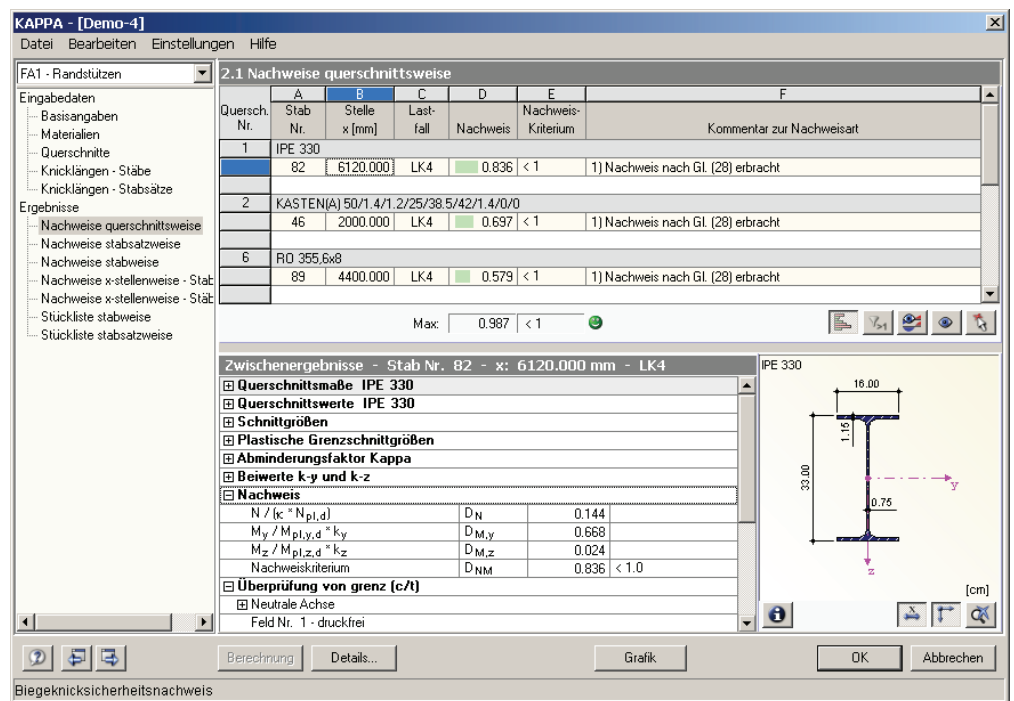 KAPPA - [Demo-4]
Datei Bearbeiten Einstellungen Hilfe
FA1 - Randstützen
Eingabedaten
Basisangaben
Materialien
Querschnitte
Knicklängen - Stäbe
Knicklängen - Stabsätze
Ergebnisse
Nachweise querschnittsweise
Nachweise stabsatzweise
Nachweise stabweise
Nachweise x-stellenweise - Stab
Nachweise x-stellenweise - Stäb
Stückliste stabweise
Stückliste stabsatzweise
2.1 Nachweise querschnittsweise
A B C D E F
Quersch. Nr. Stab Nr. Stelle x [mm] Last- fall Nachweis Nachweis- Kriterium Kommentar zur Nachweisart
1 IPE 330
82 6120.000 LK4 0.836 < 1 1) Nachweis nach Gl. (28) erbracht
2 KASTEN(A) 50/1.4/1.2/25/38.5/42/1.4/0/0
46 2000.000 LK4 0.697 < 1 1) Nachweis nach Gl. (28) erbracht
6 RO 355,6x8
89 4400.000 LK4 0.579 < 1 1) Nachweis nach Gl. (28) erbracht
Max: 0.987 < 1
Zwischenergebnisse - Stab Nr. 82 - x: 6120.000 mm - LK4
Querschnittsmaße IPE 330
Querschnittswerte IPE 330
Schnittgrößen
Plastische Grenzschnittgrößen
Abminderungsfaktor Kappa
Beiwerte k-y und k-z
Nachweis
N / (κ * Npl,d) DN 0.144
My / Mpl,y,d * ky DM,y 0.668
Mz / Mpl,z,d * kz DM,z 0.024
Nachweiskriterium DNM 0.836 < 1.0
Überprüfung von grenz (c/t)
Neutrale Achse
Feld Nr. 1 - druckfrei
IPE 330
16.00
1.15
33.00
0.75
y
z
[cm]
Berechnung Details... Grafik OK Abbrechen
Biegeknicksicherheitsnachweis